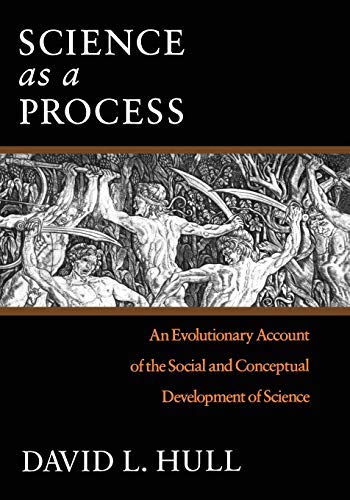 SCIENCE
as a
PROCESS
An Evolutionary Account
of the Social and Conceptual
Development of Science
DAVID L. HULL